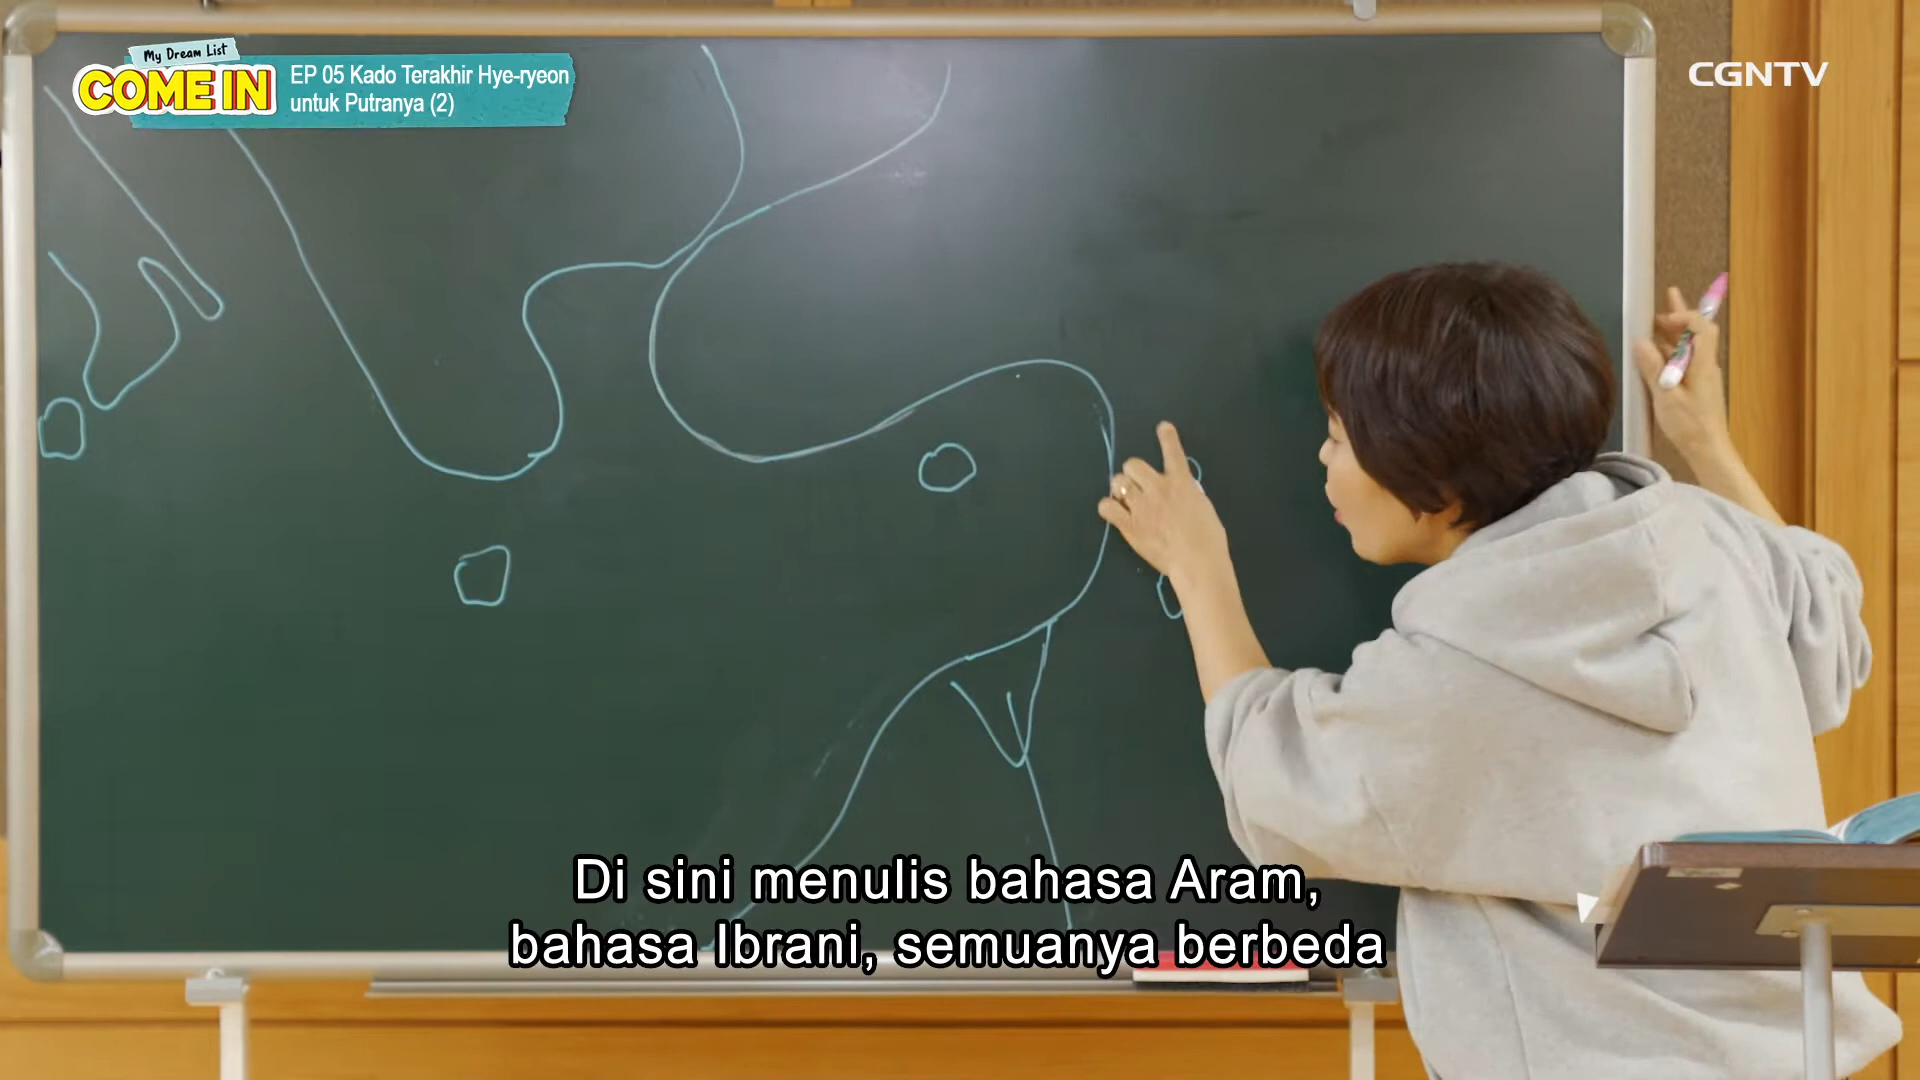 My Dream List
COME IN
EP 05 Kado Terakhir Hye-ryeon
untuk Putranya (2)
CGNTV
Di sini menulis bahasa Aram,
bahasa Ibrani, semuanya berbeda